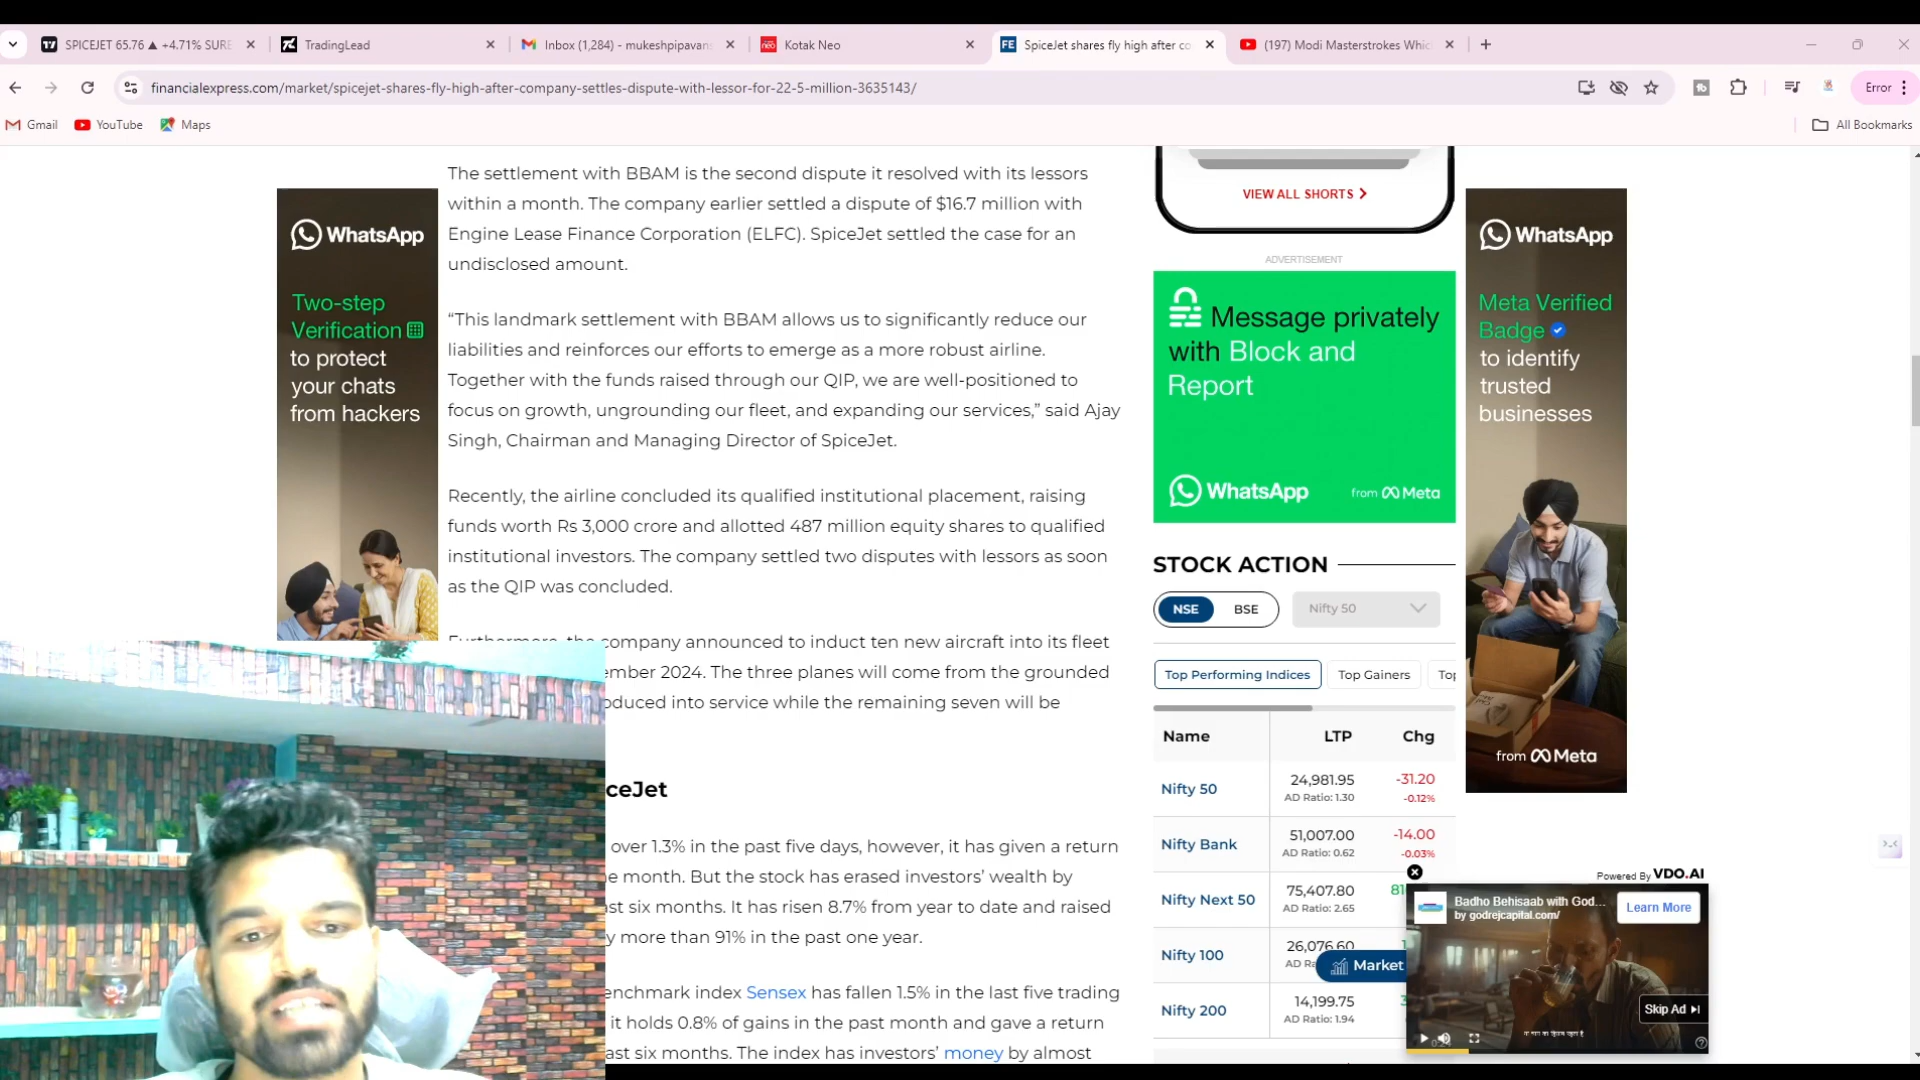 SPICEJET 65.76 ▲ +4.71% SURE
TradingLead
Inbox (1,284) - mukeshpipavans
Kotak Neo
SpiceJet shares fly high after co
(197) Modi Masterstrokes Whic
financialexpress.com/market/spicejet-shares-fly-high-after-company-settles-dispute-with-lessor-for-22-5-million-3635143/
Error
Gmail
YouTube
Maps
All Bookmarks
The settlement with BBAM is the second dispute it resolved with its lessors
within a month. The company earlier settled a dispute of $16.7 million with
Engine Lease Finance Corporation (ELFC). SpiceJet settled the case for an
undisclosed amount.
“This landmark settlement with BBAM allows us to significantly reduce our
liabilities and reinforces our efforts to emerge as a more robust airline.
Together with the funds raised through our QIP, we are well-positioned to
focus on growth, ungrounding our fleet, and expanding our services,” said Ajay
Singh, Chairman and Managing Director of SpiceJet.
Recently, the airline concluded its qualified institutional placement, raising
funds worth Rs 3,000 crore and allotted 487 million equity shares to qualified
institutional investors. The company settled two disputes with lessors as soon
as the QIP was concluded.
Furthermore, the company announced to induct ten new aircraft into its fleet
ember 2024. The three planes will come from the grounded
oduced into service while the remaining seven will be
ceJet
over 1.3% in the past five days, however, it has given a return
e month. But the stock has erased investors’ wealth by
st six months. It has risen 8.7% from year to date and raised
y more than 91% in the past one year.
enchmark index Sensex has fallen 1.5% in the last five trading
it holds 0.8% of gains in the past month and gave a return
ast six months. The index has investors’ money by almost
WhatsApp
Two-step
Verification
to protect
your chats
from hackers
VIEW ALL SHORTS
ADVERTISEMENT
Message privately
with Block and
Report
WhatsApp
from Meta
STOCK ACTION
NSE
BSE
Nifty 50
Top Performing Indices
Top Gainers
Top
Name LTP Chg
Nifty 50 24,981.95 -31.20
AD Ratio: 1.30 -0.12%
Nifty Bank 51,007.00 -14.00
AD Ratio: 0.62 -0.03%
Nifty Next 50 75,407.80 81
AD Ratio: 2.65
Nifty 100 26,076.60 1
AD Ra
Market
Nifty 200 14,199.75 3
AD Ratio: 1.94
WhatsApp
Meta Verified
Badge
to identify
trusted
businesses
from Meta
Powered By VDO.AI
Badho Behisaab with God...
by godrejcapital.com/
Learn More
Skip Ad